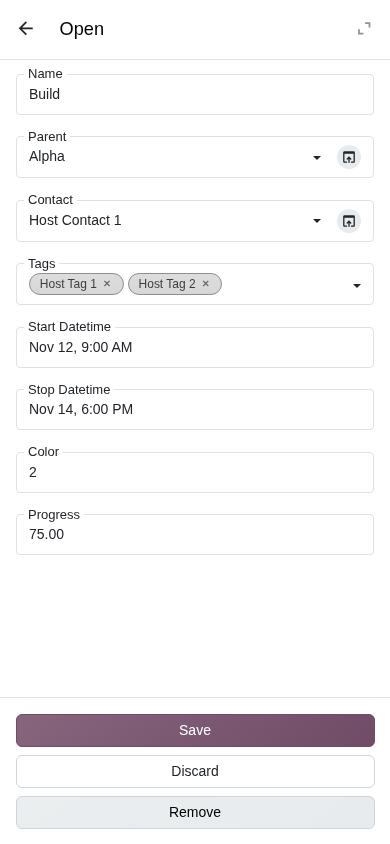 Open
Name
Build
Parent
Alpha
Contact
Host Contact 1
Tags
Host Tag 1 × Host Tag 2 ×
Start Datetime
Nov 12, 9:00 AM
Stop Datetime
Nov 14, 6:00 PM
Color
2
Progress
75.00
Save
Discard
Remove